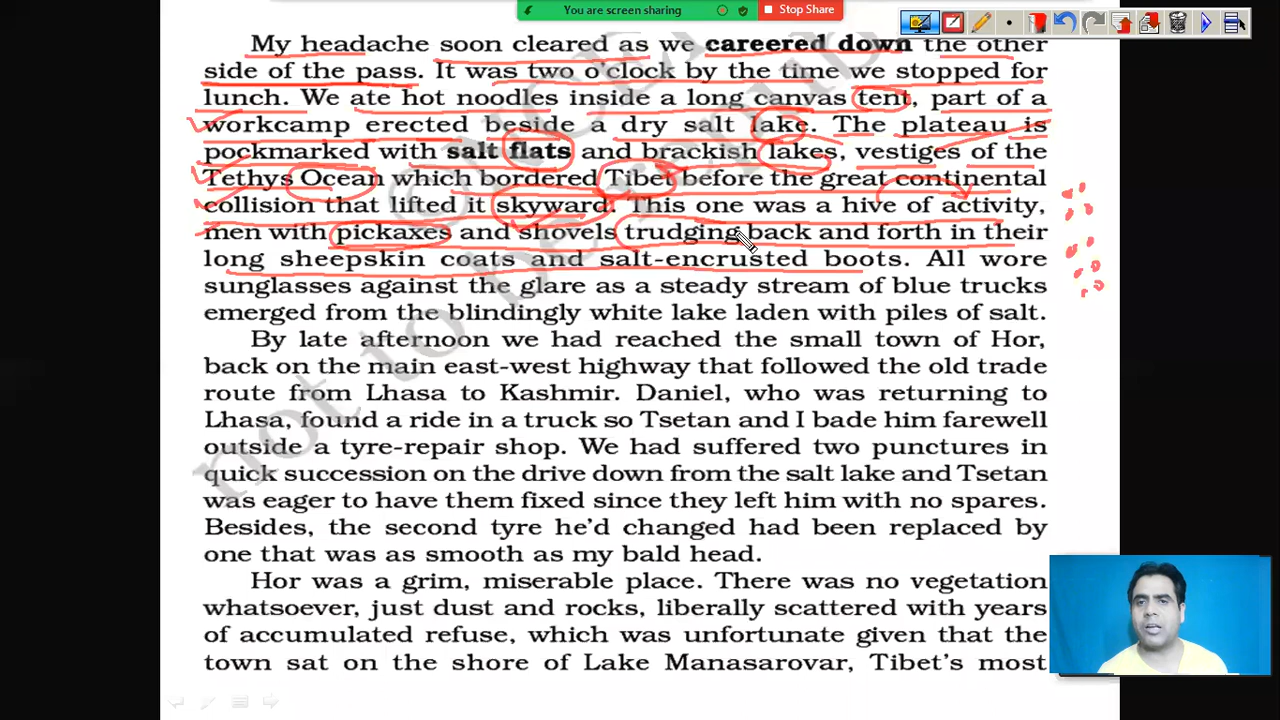 You are screen sharing
Stop Share
My headache soon cleared as we careered down the other
side of the pass. It was two o'clock by the time we stopped for
lunch. We ate hot noodles inside a long canvas tent, part of a
workcamp erected beside a dry salt lake. The plateau is
pockmarked with salt flats and brackish lakes, vestiges of the
Tethys Ocean which bordered Tibet before the great continental
collision that lifted it skyward. This one was a hive of activity,
men with pickaxes and shovels trudging back and forth in their
long sheepskin coats and salt-encrusted boots. All wore
sunglasses against the glare as a steady stream of blue trucks
emerged from the blindingly white lake laden with piles of salt.
By late afternoon we had reached the small town of Hor,
back on the main east-west highway that followed the old trade
route from Lhasa to Kashmir. Daniel, who was returning to
Lhasa, found a ride in a truck so Tsetan and I bade him farewell
outside a tyre-repair shop. We had suffered two punctures in
quick succession on the drive down from the salt lake and Tsetan
was eager to have them fixed since they left him with no spares.
Besides, the second tyre he'd changed had been replaced by
one that was as smooth as my bald head.
Hor was a grim, miserable place. There was no vegetation
whatsoever, just dust and rocks, liberally scattered with years
of accumulated refuse, which was unfortunate given that the
town sat on the shore of Lake Manasarovar, Tibet's most
not to be